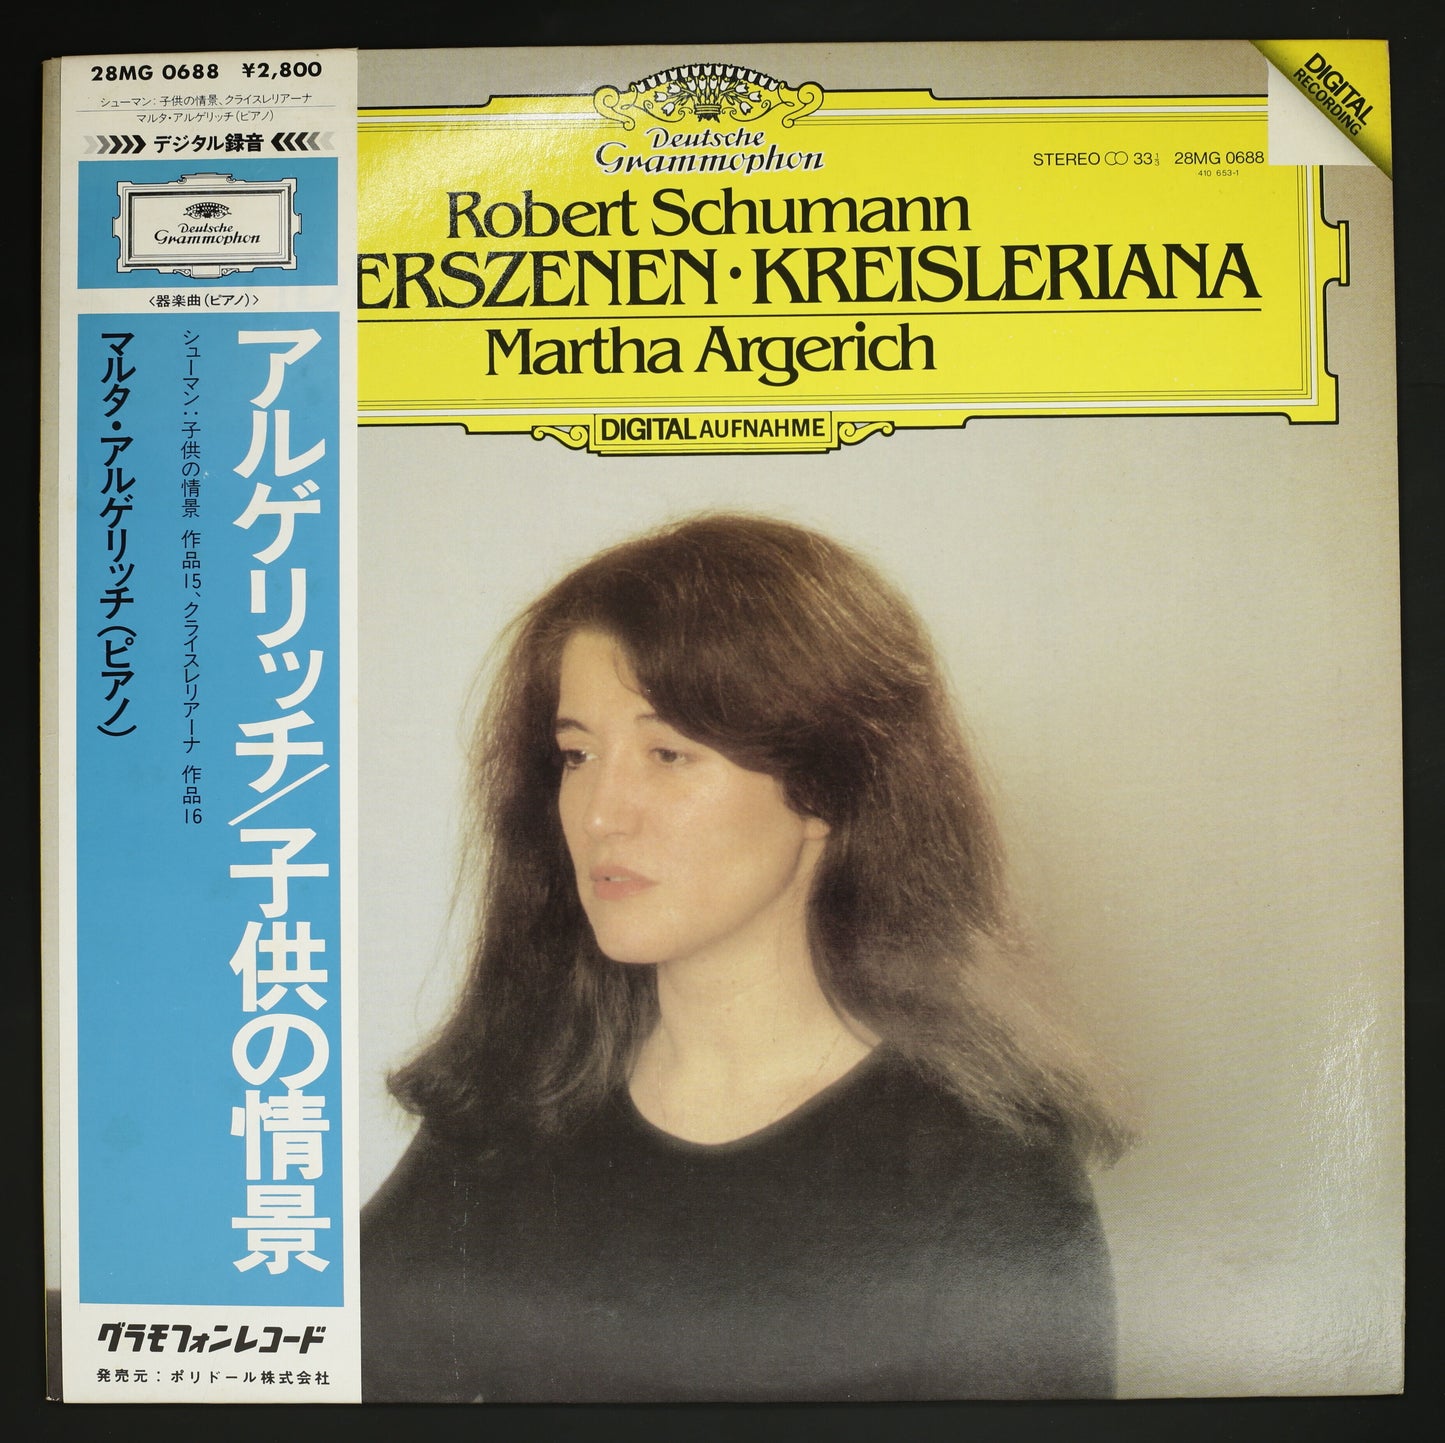 28MG 0688 ¥2,800
シューマン:子供の情景、クライスレリアーナ
マルタ・アルゲリッチ(ピアノ)
デジタル録音
Deutsche
Grammophon
〈器楽曲(ピアノ)〉
アルゲリッチ/子供の情景
シューマン:子供の情景 作品15、クライスレリアーナ 作品16
マルタ・アルゲリッチ(ピアノ)
グラモフォンレコード
発売元:ポリドール株式会社
Deutsche
Grammophon
STEREO 33⅓ 28MG 0688
410 653-1
DIGITAL
RECORDING
Robert Schumann
ERSZENEN · KREISLERIANA
Martha Argerich
DIGITAL AUFNAHME